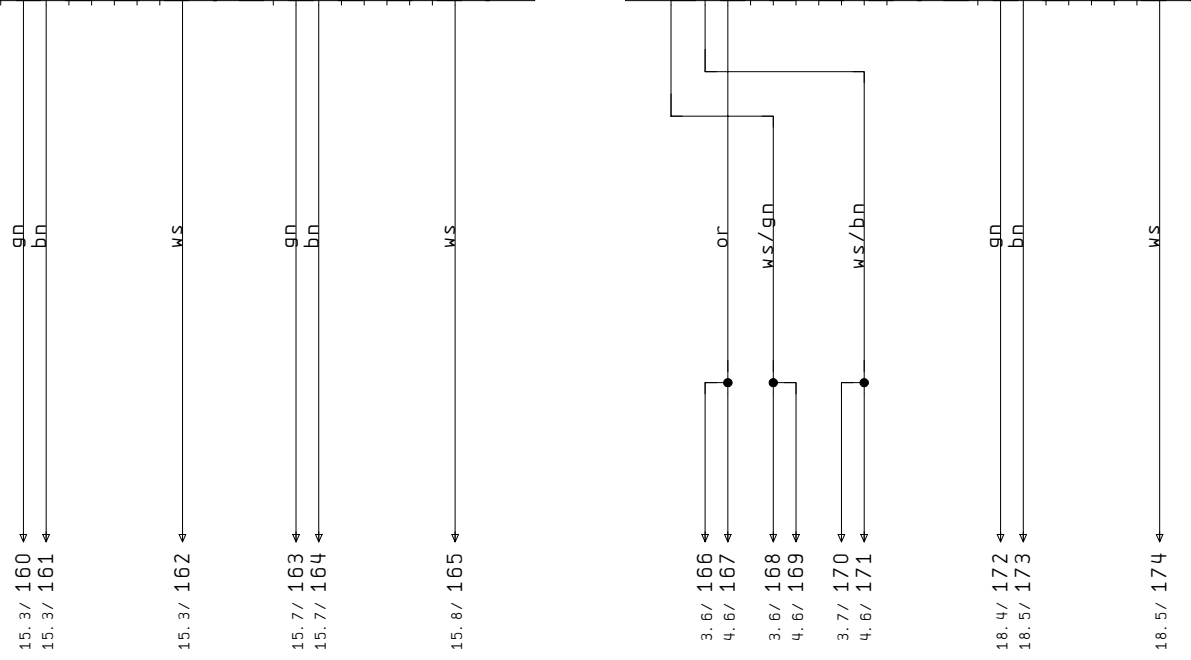 gn
bn
ws
gn
bn
ws
or
ws/gn
ws/bn
gn
bn
ws
15.3/ 160
15.3/ 161
15.3/ 162
15.7/ 163
15.7/ 164
15.8/ 165
3.6/ 166
4.6/ 167
3.6/ 168
4.6/ 169
3.7/ 170
4.6/ 171
18.4/ 172
18.5/ 173
18.5/ 174